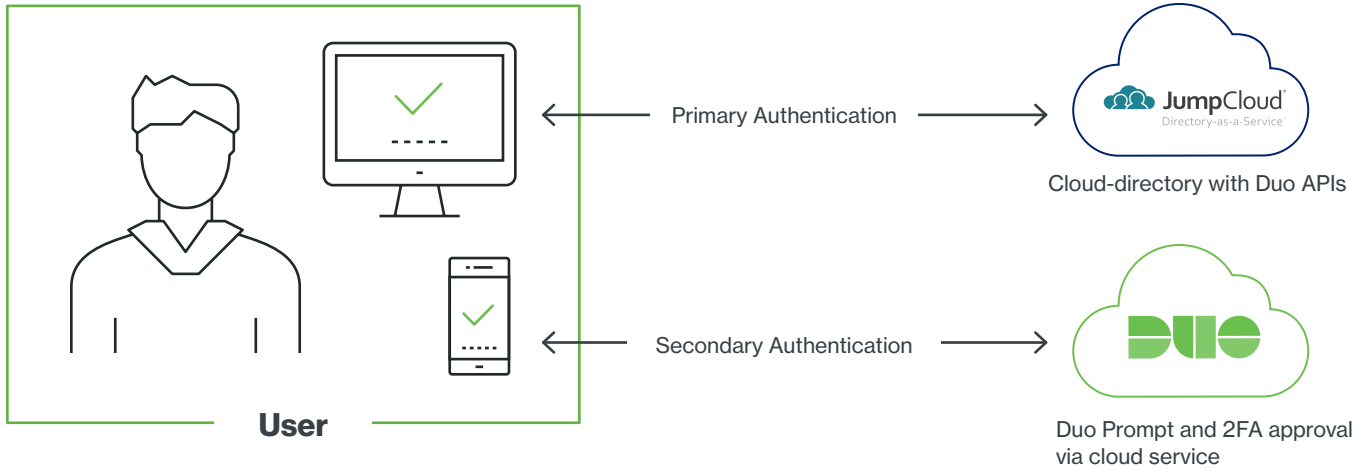 Primary Authentication
JumpCloud
Directory-as-a-Service
Cloud-directory with Duo APIs
Secondary Authentication
DUO
User
Duo Prompt and 2FA approval
via cloud service